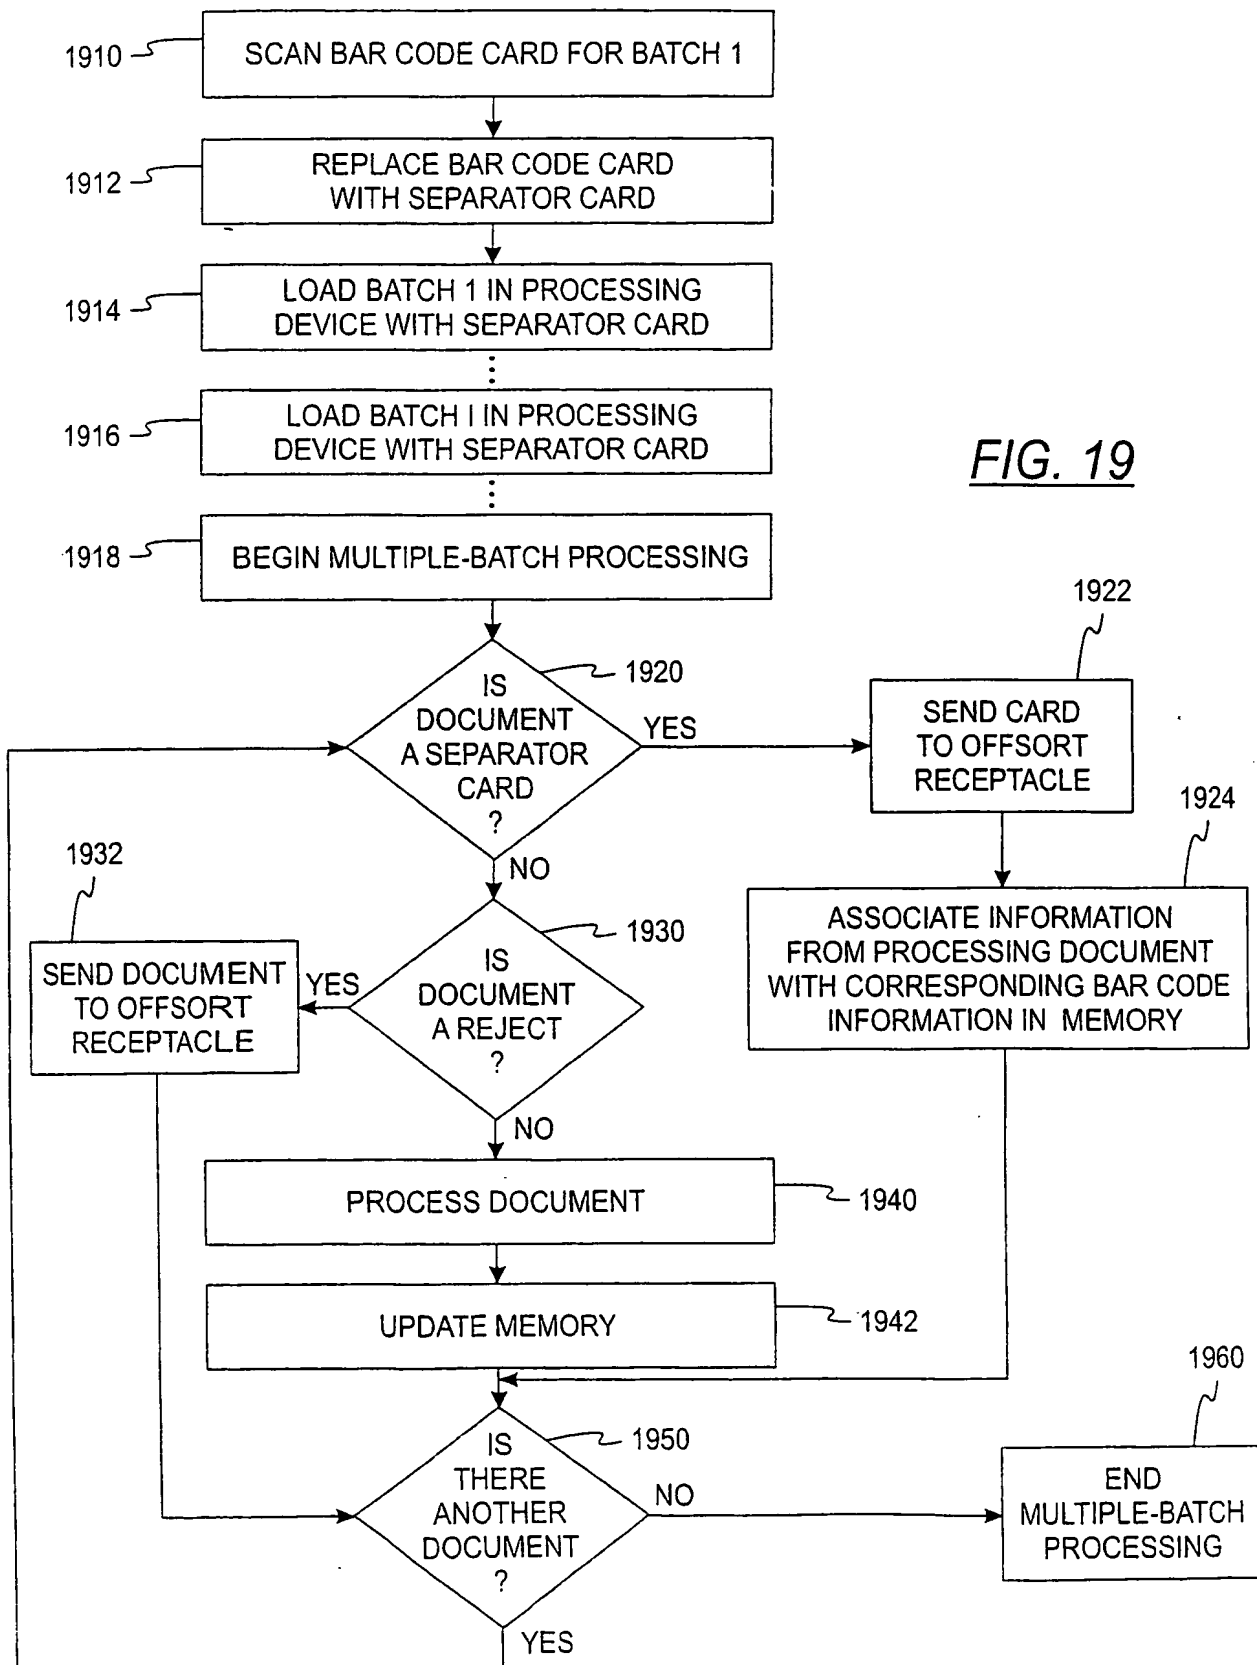 1910
SCAN BAR CODE CARD FOR BATCH 1
1912
REPLACE BAR CODE CARD
WITH SEPARATOR CARD
1914
LOAD BATCH 1 IN PROCESSING
DEVICE WITH SEPARATOR CARD
1916
LOAD BATCH I IN PROCESSING
DEVICE WITH SEPARATOR CARD
FIG. 19
1918
BEGIN MULTIPLE-BATCH PROCESSING
1920
IS
DOCUMENT
A SEPARATOR
CARD
?
YES
NO
1922
SEND CARD
TO OFFSORT
RECEPTACLE
1924
ASSOCIATE INFORMATION
FROM PROCESSING DOCUMENT
WITH CORRESPONDING BAR CODE
INFORMATION IN MEMORY
1930
IS
DOCUMENT
A REJECT
?
YES
NO
1932
SEND DOCUMENT
TO OFFSORT
RECEPTACLE
PROCESS DOCUMENT
1940
UPDATE MEMORY
1942
1950
IS
THERE
ANOTHER
DOCUMENT
?
NO
YES
1960
END
MULTIPLE-BATCH
PROCESSING